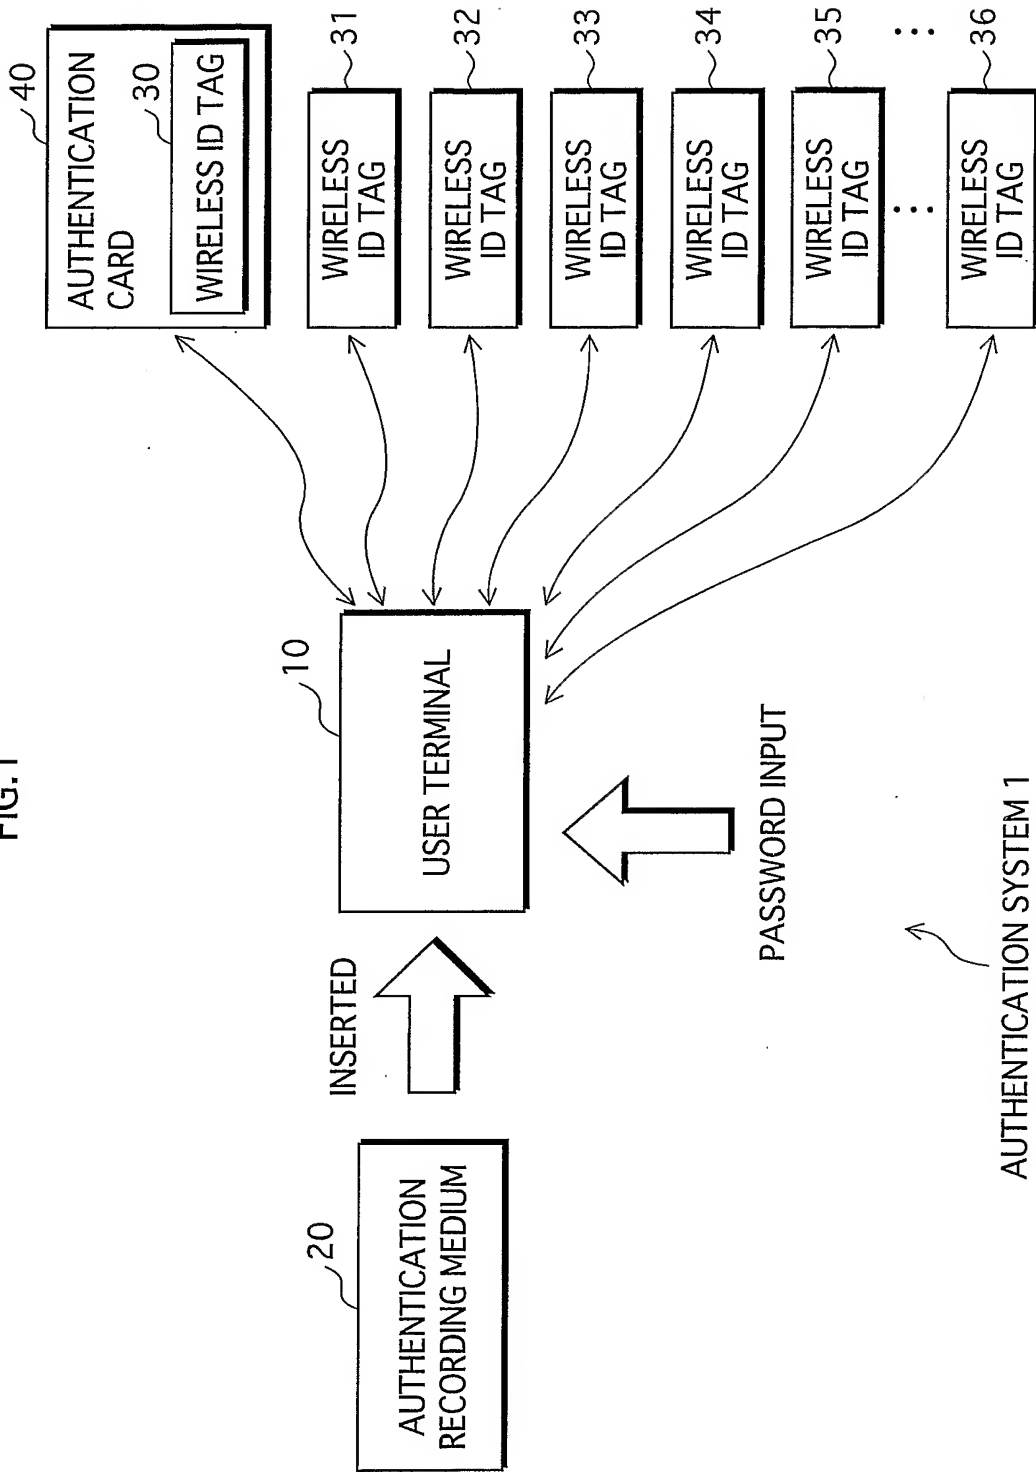 FIG.1
40
AUTHENTICATION
CARD
30
WIRELESS ID TAG
31
WIRELESS
ID TAG
32
WIRELESS
ID TAG
33
WIRELESS
ID TAG
34
WIRELESS
ID TAG
35
WIRELESS
ID TAG
36
WIRELESS
ID TAG
10
USER TERMINAL
INSERTED
PASSWORD INPUT
20
AUTHENTICATION
RECORDING MEDIUM
AUTHENTICATION SYSTEM 1